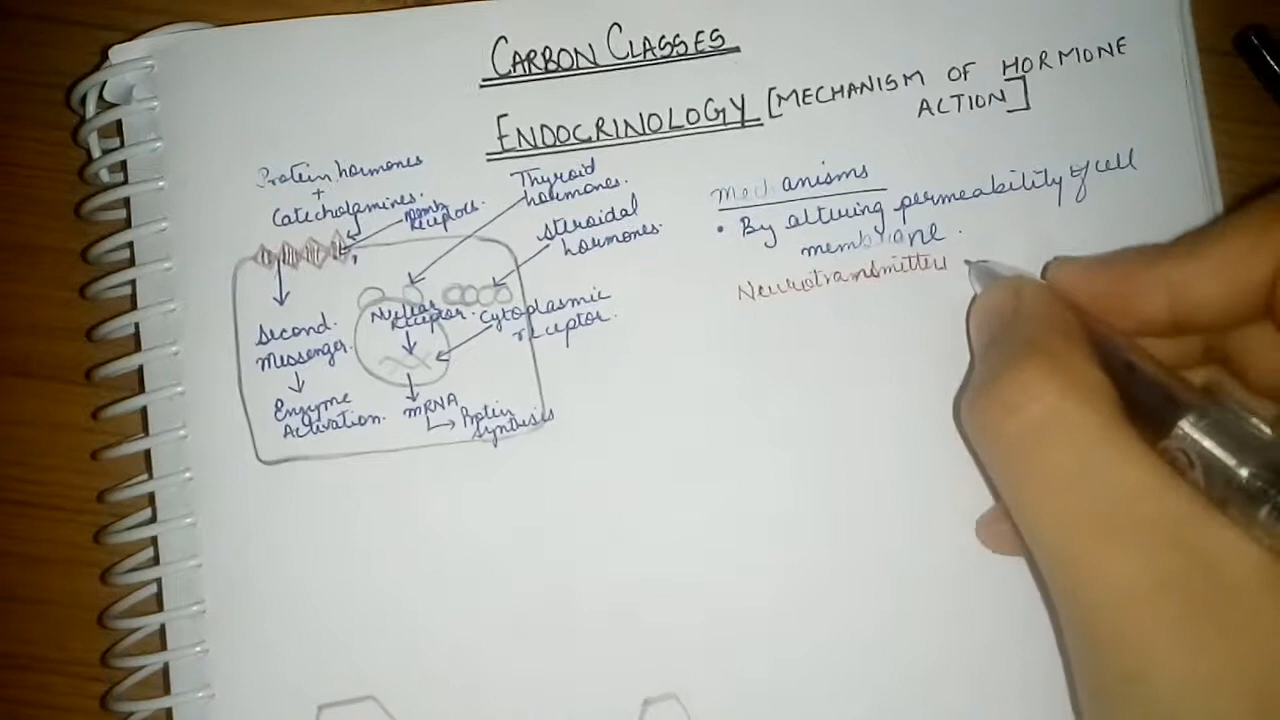 CARBON CLASSES
ENDOCRINOLOGY [MECHANISM OF HORMONE
ACTION]
Protein hormones
+
Catecholamines.
Memb
Receptors.
Thyroid
hormones.
steroidal
hormones.
Nuclear
Receptor.
Cytoplasmic
receptor.
Second
Messenger.
Enzyme
Activation.
mRNA
Protein
synthesis
Mechanisms
• By altering permeability of cell
membrane.
Neurotransmitter